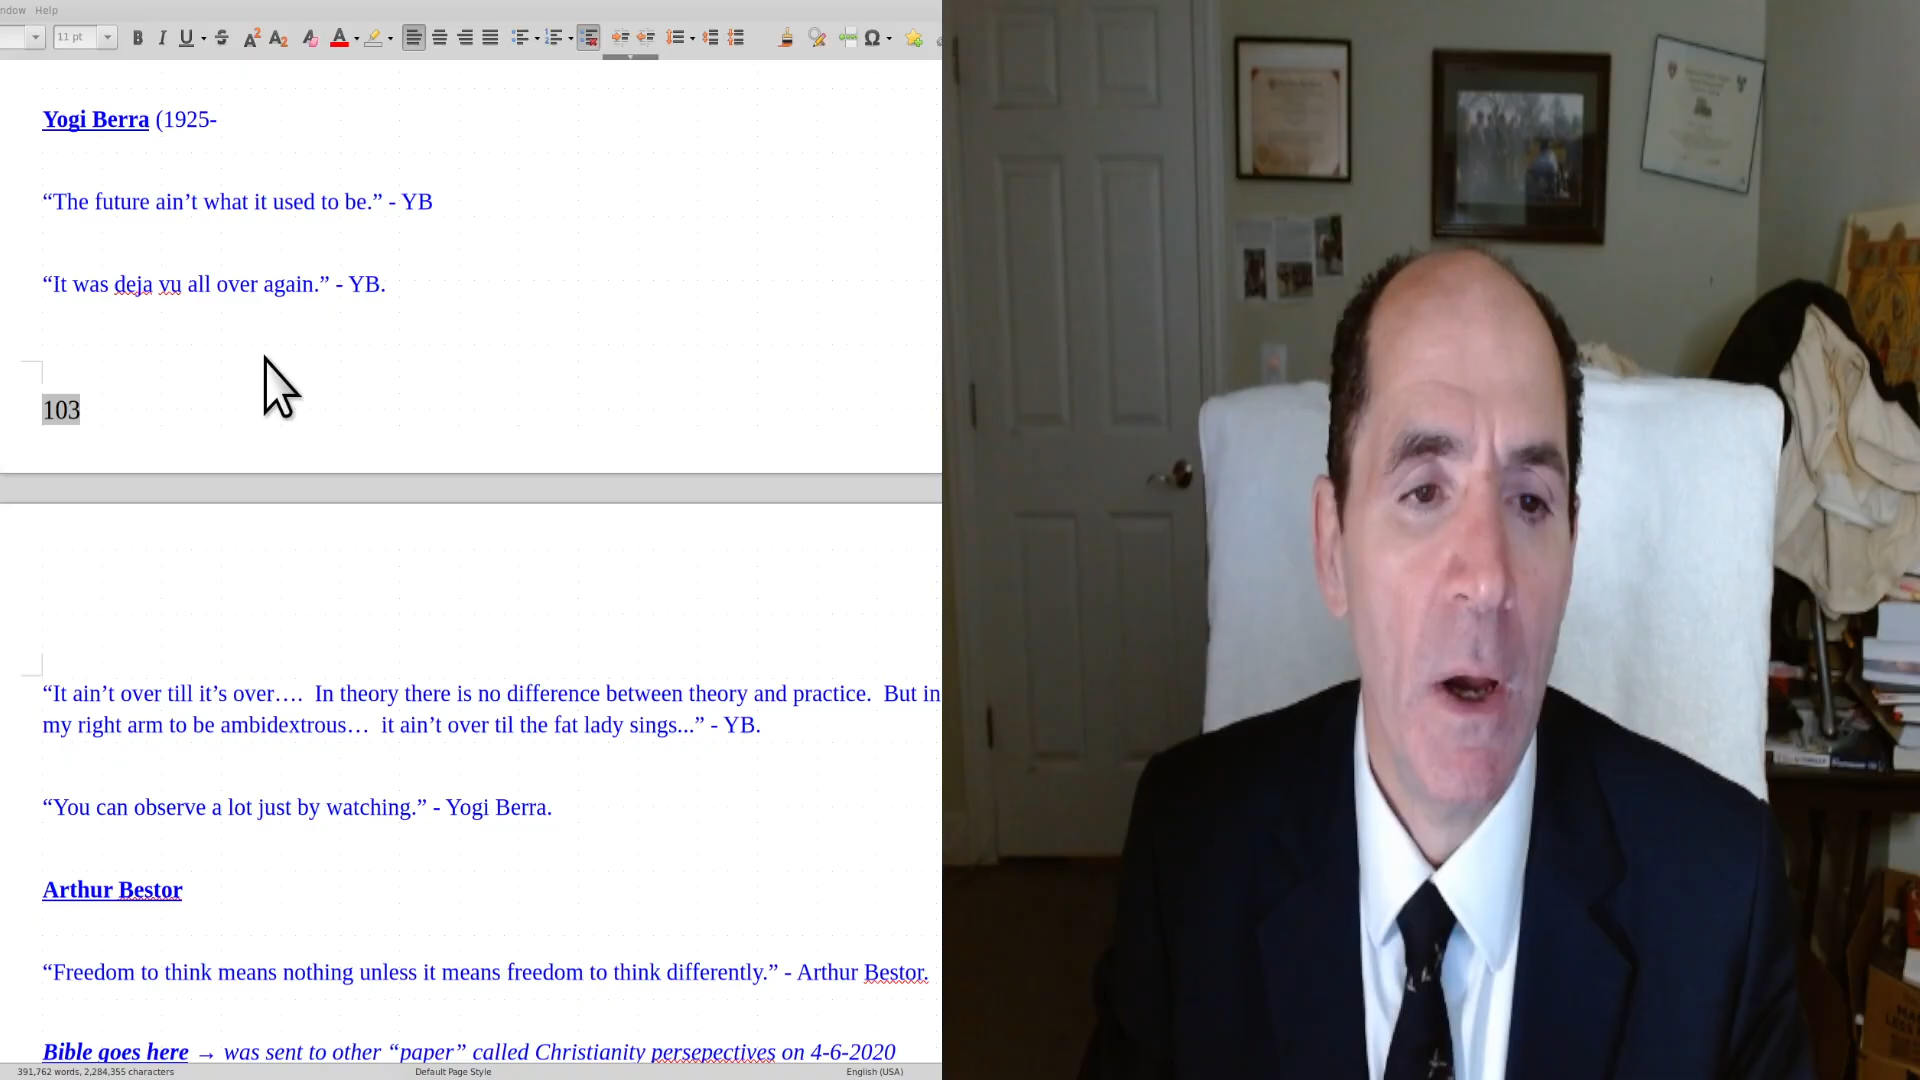 ndow Help
11 pt
Yogi Berra (1925-
“The future ain’t what it used to be.” - YB
“It was deja vu all over again.” - YB.
103
“It ain’t over till it’s over…. In theory there is no difference between theory and practice. But in
my right arm to be ambidextrous… it ain’t over til the fat lady sings...” - YB.
“You can observe a lot just by watching.” - Yogi Berra.
Arthur Bestor
“Freedom to think means nothing unless it means freedom to think differently.” - Arthur Bestor.
Bible goes here → was sent to other “paper” called Christianity persepectives on 4-6-2020
391,762 words, 2,284,355 characters Default Page Style English (USA)